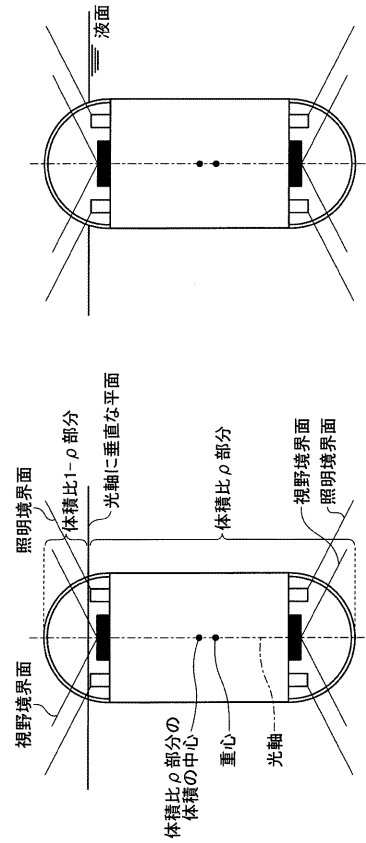 液面
照明境界面
視野境界面
体積比1-ρ部分
光軸に垂直な平面
体積比ρ部分
視野境界面
照明境界面
体積比ρ部分の
体積の中心
重心
光軸